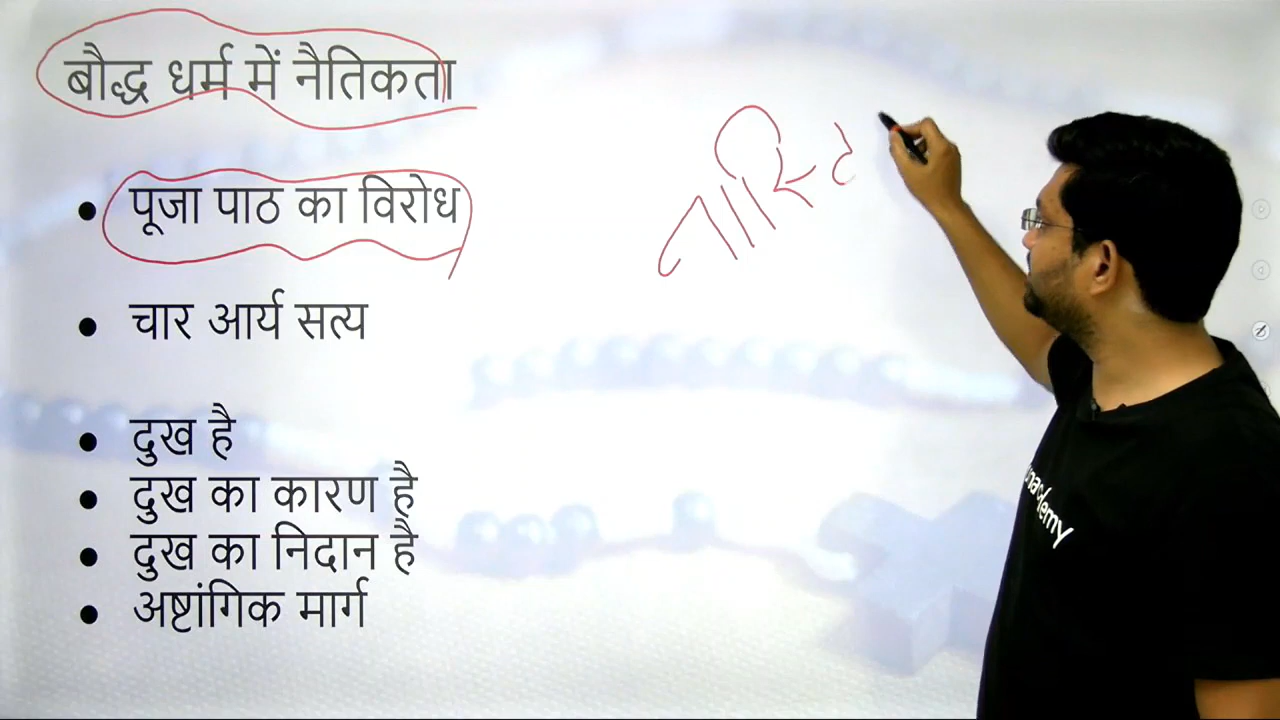 बौद्ध धर्म में नैतिकता
पूजा पाठ का विरोध
चार आर्य सत्य
दुख है
दुख का कारण है
दुख का निदान है
अष्टांगिक मार्ग